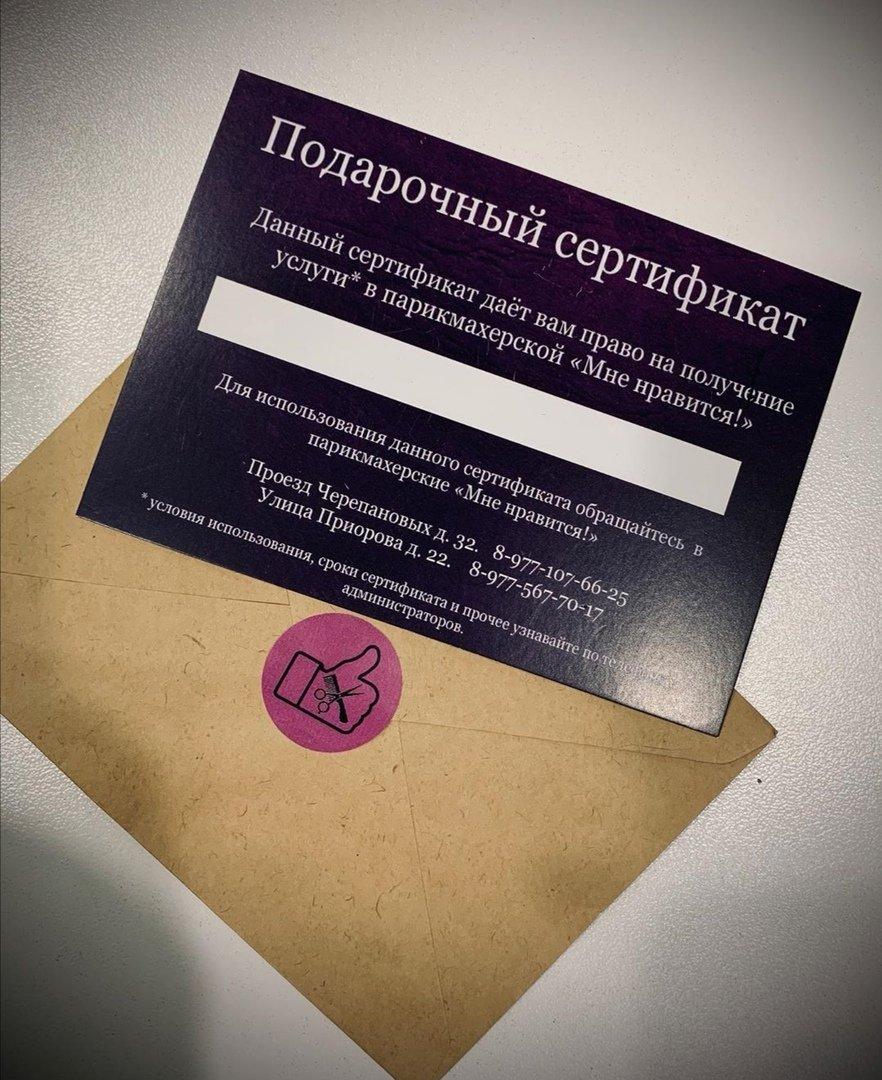 Подарочный сертификат
Данный сертификат даёт вам право на получение
услуги* в парикмахерской «Мне нравится!»
Для использования данного сертификата обращайтесь в
парикмахерские «Мне нравится!»
Проезд Черепановых д. 32. 8-977-107-66-25
Улица Приорова д. 22. 8-977-567-70-17
*условия использования, сроки сертификата и прочее узнавайте по
администраторов.